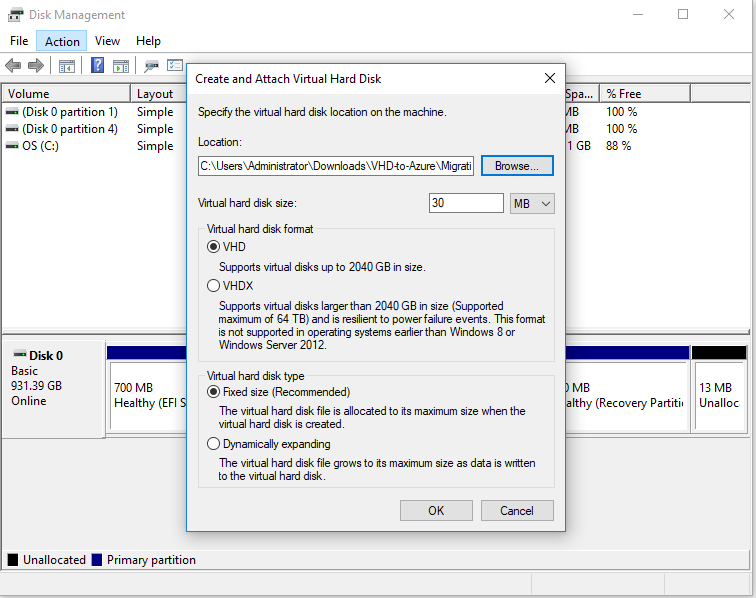 Disk Management
File Action View Help
Create and Attach Virtual Hard Disk
Specify the virtual hard disk location on the machine.
Location:
C:\Users\Administrator\Downloads\VHD-to-Azure\Migrati
Browse...
Virtual hard disk size:
30
MB
Virtual hard disk format
VHD
Supports virtual disks up to 2040 GB in size.
VHDX
Supports virtual disks larger than 2040 GB in size (Supported
maximum of 64 TB) and is resilient to power failure events. This format
is not supported in operating systems earlier than Windows 8 or
Windows Server 2012.
Virtual hard disk type
Fixed size (Recommended)
The virtual hard disk file is allocated to its maximum size when the
virtual hard disk is created.
Dynamically expanding
The virtual hard disk file grows to its maximum size as data is written
to the virtual hard disk.
OK
Cancel
Volume Layout Spa... % Free
(Disk 0 partition 1) Simple MB 100 %
(Disk 0 partition 4) Simple MB 100 %
OS (C:) Simple 1 GB 88 %
Disk 0
Basic
931.39 GB
Online
700 MB
Healthy (EFI S
0 MB
althy (Recovery Partiti
13 MB
Unalloc
Unallocated Primary partition